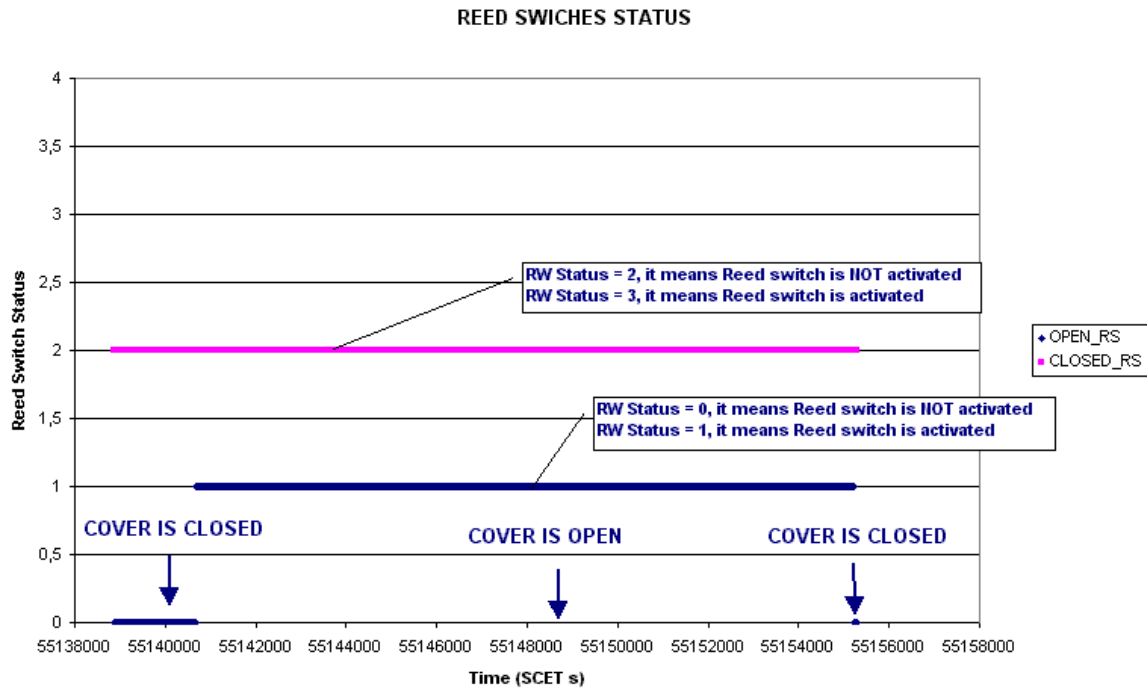 REED SWICHES STATUS
4
3,5
3
2,5
2
1,5
1
0,5
0
Reed Switch Status
RW Status = 2, it means Reed switch is NOT activated
RW Status = 3, it means Reed switch is activated
RW Status = 0, it means Reed switch is NOT activated
RW Status = 1, it means Reed switch is activated
COVER IS CLOSED
COVER IS OPEN
COVER IS CLOSED
OPEN_RS
CLOSED_RS
55138000 55140000 55142000 55144000 55146000 55148000 55150000 55152000 55154000 55156000 55158000
Time (SCET s)